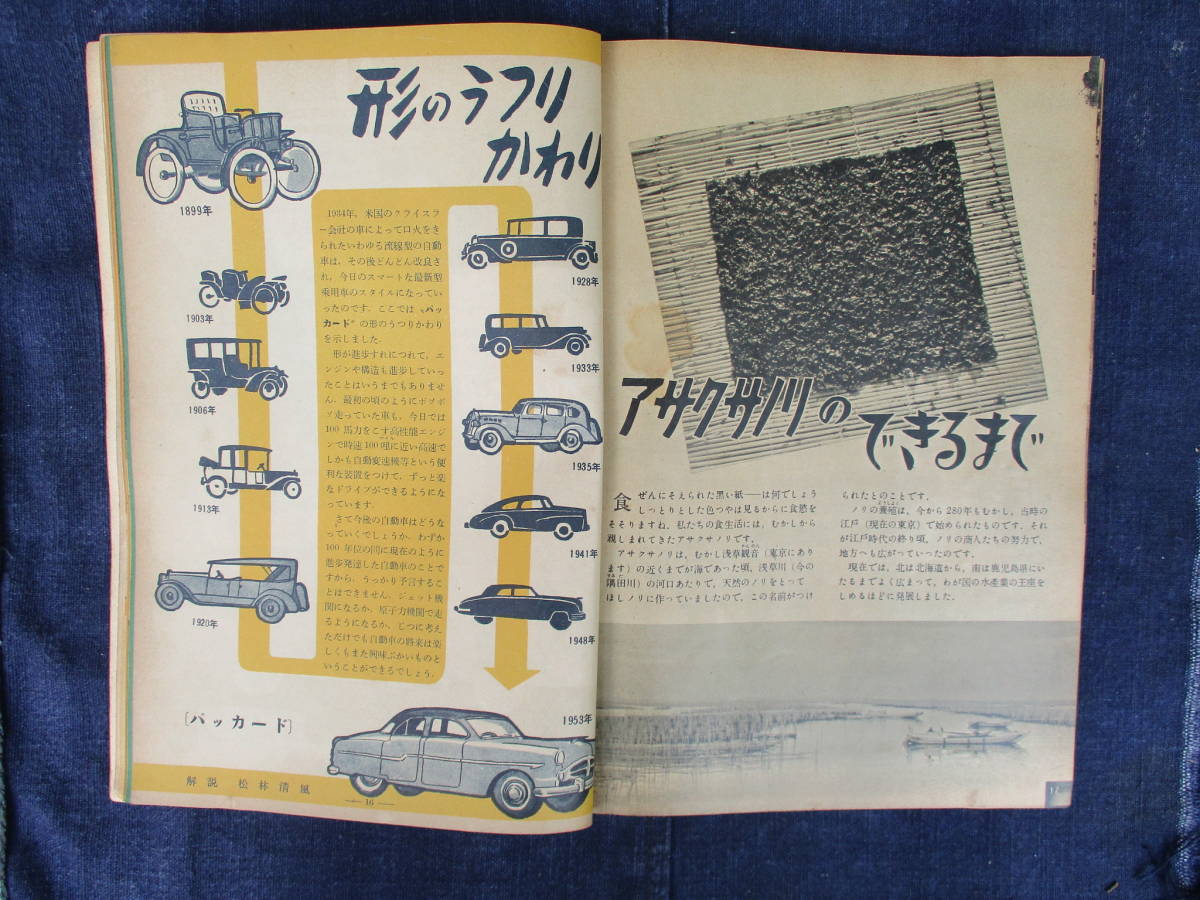 形のうつり
かわり
1899年
1903年
1906年
1913年
1920年
1934年，米国のクライスラ
ー会社の車によって口火をき
られたいわゆる流線型の自動
車は，その後どんどん改良さ
れ，今日のスマートな最新型
乗用車のスタイルになってい
ったのです．ここでは〝パッ
カード〟の形のうつりかわり
を示しました．
形が進歩すれにつれて，エ
ンジンや構造も進歩していっ
たことはいうまでもありませ
ん．最初の頃のようにポツポ
ツ走っていた車も，今日では
100馬力をこす高性能エンジ
ンで時速100哩に近い高速で
しかも自動変速機等という便
利な装置をつけて，ずっと楽
なドライブができるようにな
っています．
さて今後の自動車はどうな
っていくでしょうか．わずか
100年位の間に現在のように
進歩発達した自動車のことで
すから，うっかり予言するこ
とはできません．ジェット機
関になるか，原子力機関で走
るようになるか，じつに考え
ただけでも自動車の将来は楽
しくもまた興味ぶかいものと
いうことができるでしょう．
1928年
1933年
1935年
1941年
1948年
1953年
［パッカード］
解説 松林清風
―16―
アサクサノリの
できるまで
食ぜんにそえられた黒い紙――は何でしょう
しっとりとした色つやは見るからに食慾を
そそりますね．私たちの食生活には，むかしから
親しまれてきたアサクサノリです．
アサクサノリは，むかし浅草観音（東京にあり
ます）の近くまでが海であった頃，浅草川（今の
隅田川）の河口あたりで，天然のノリをとって
ほしノリに作っていましたので，この名前がつけ
られたとのことです．
ノリの養殖は，今から280年もむかし，当時の
江戸（現在の東京）で始められたものです．それ
が江戸時代の終り頃，ノリの商人たちの努力で，
地方へも広がっていったのです．
現在では，北は北海道から，南は鹿児島県にい
たるまでよく広まって，わが国の水産業の王座を
しめるほどに発展しました．